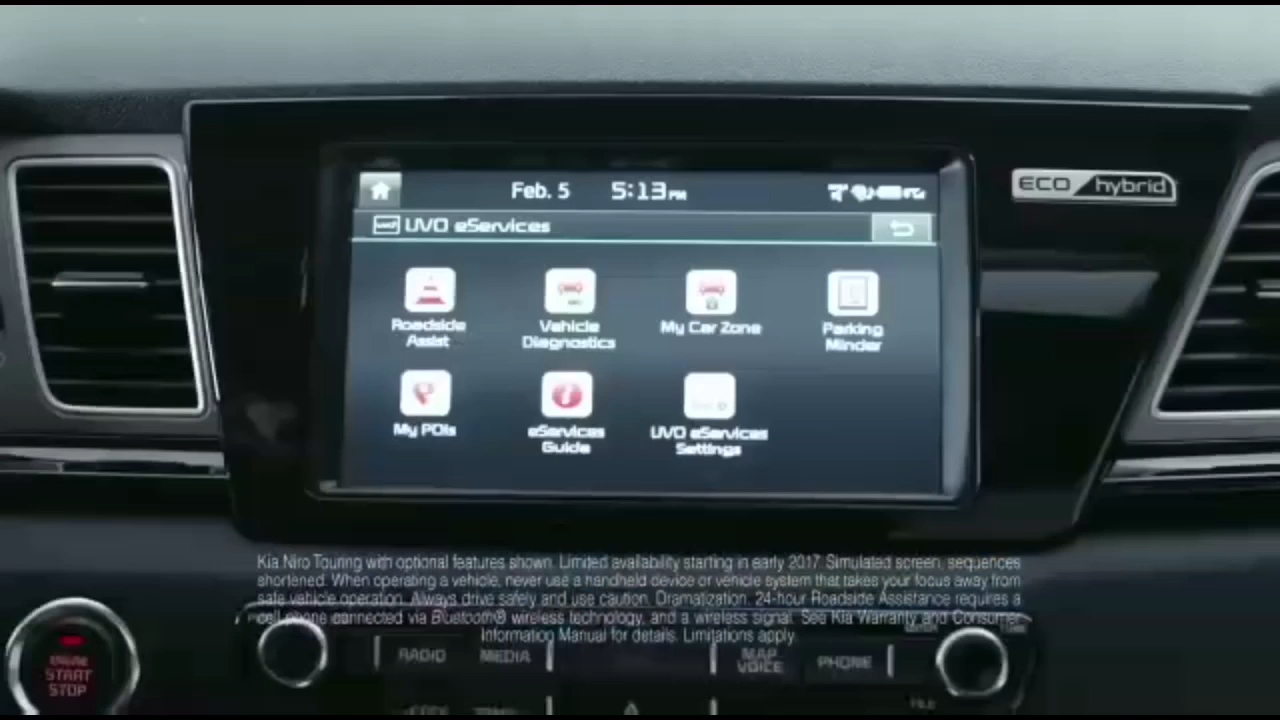 Feb. 5 5:13 PM
ECO hybrid
UVO eServices
Roadside Assist
Vehicle Diagnostics
My Car Zone
Parking Minder
My POIs
eServices Guide
UVO eServices Settings
Kia Niro Touring with optional features shown. Limited availability starting in early 2017. Simulated screen, sequences
shortened. When operating a vehicle, never use a handheld device or vehicle system that takes your focus away from
safe vehicle operation. Always drive safely and use caution. Dramatization. 24-hour Roadside Assistance requires a
cell phone connected via Bluetooth® wireless technology, and a wireless signal. See Kia Warranty and Consumer
Information Manual for details. Limitations apply.
ENGINE
START
STOP
RADIO MEDIA
MAP
VOICE
PHONE